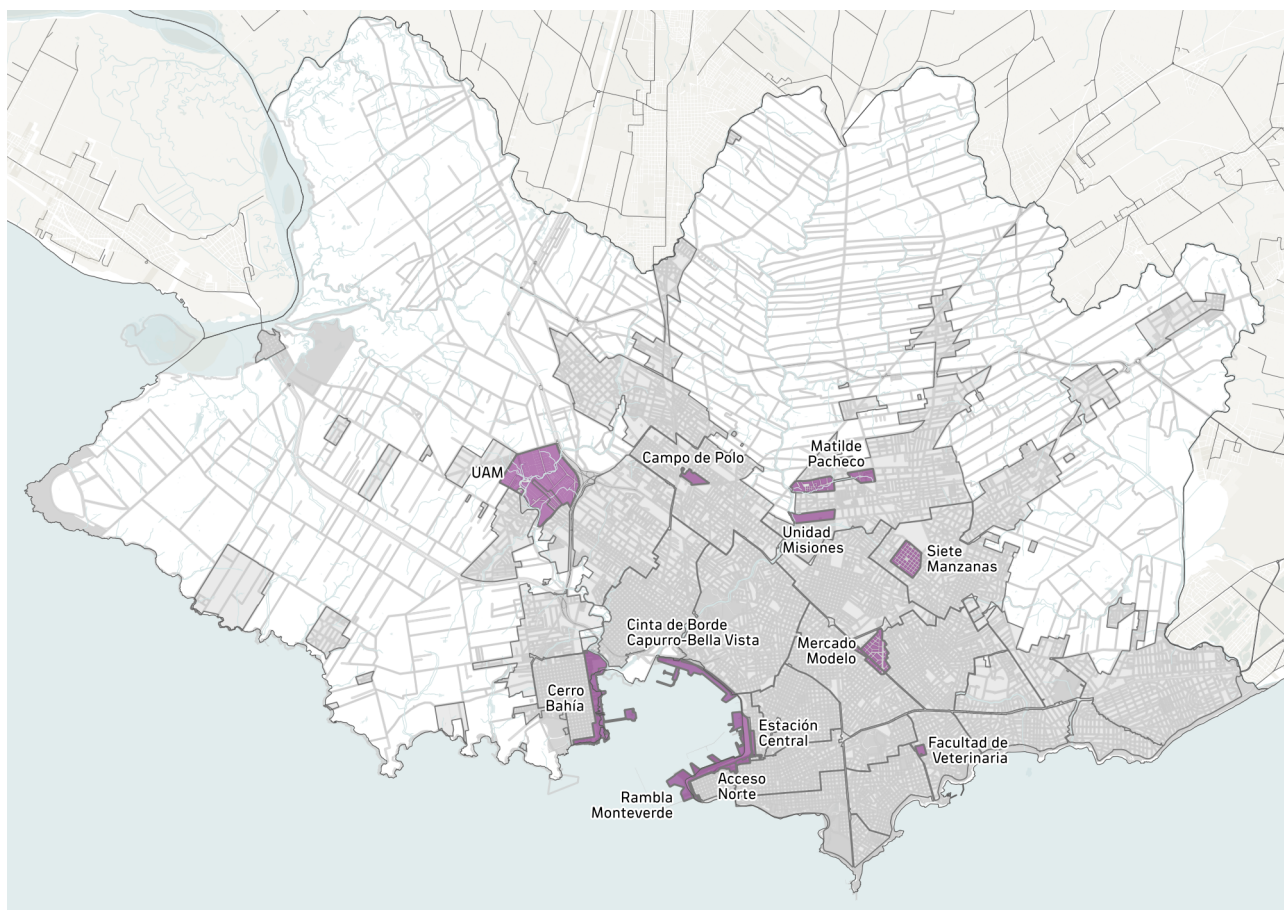 Matilde
Pacheco
Campo de Polo
UAM
Unidad
Misiones
Siete
Manzanas
Cinta de Borde
Capurro-Bella Vista
Mercado
Modelo
Cerro
Bahía
Estación
Central
Facultad de
Veterinaria
Acceso
Norte
Rambla
Monteverde